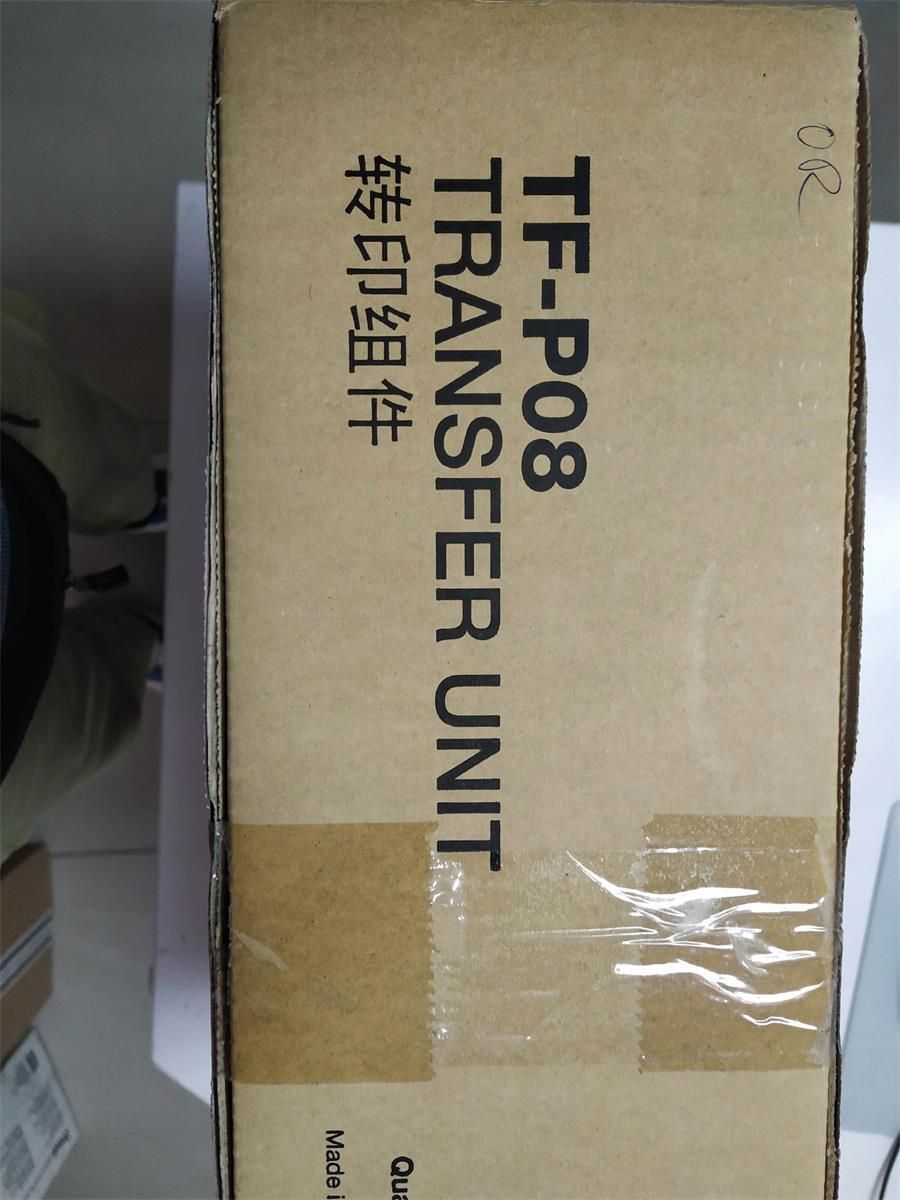 OR
TF-P08
TRANSFER UNIT
转印组件
Qua
Made i